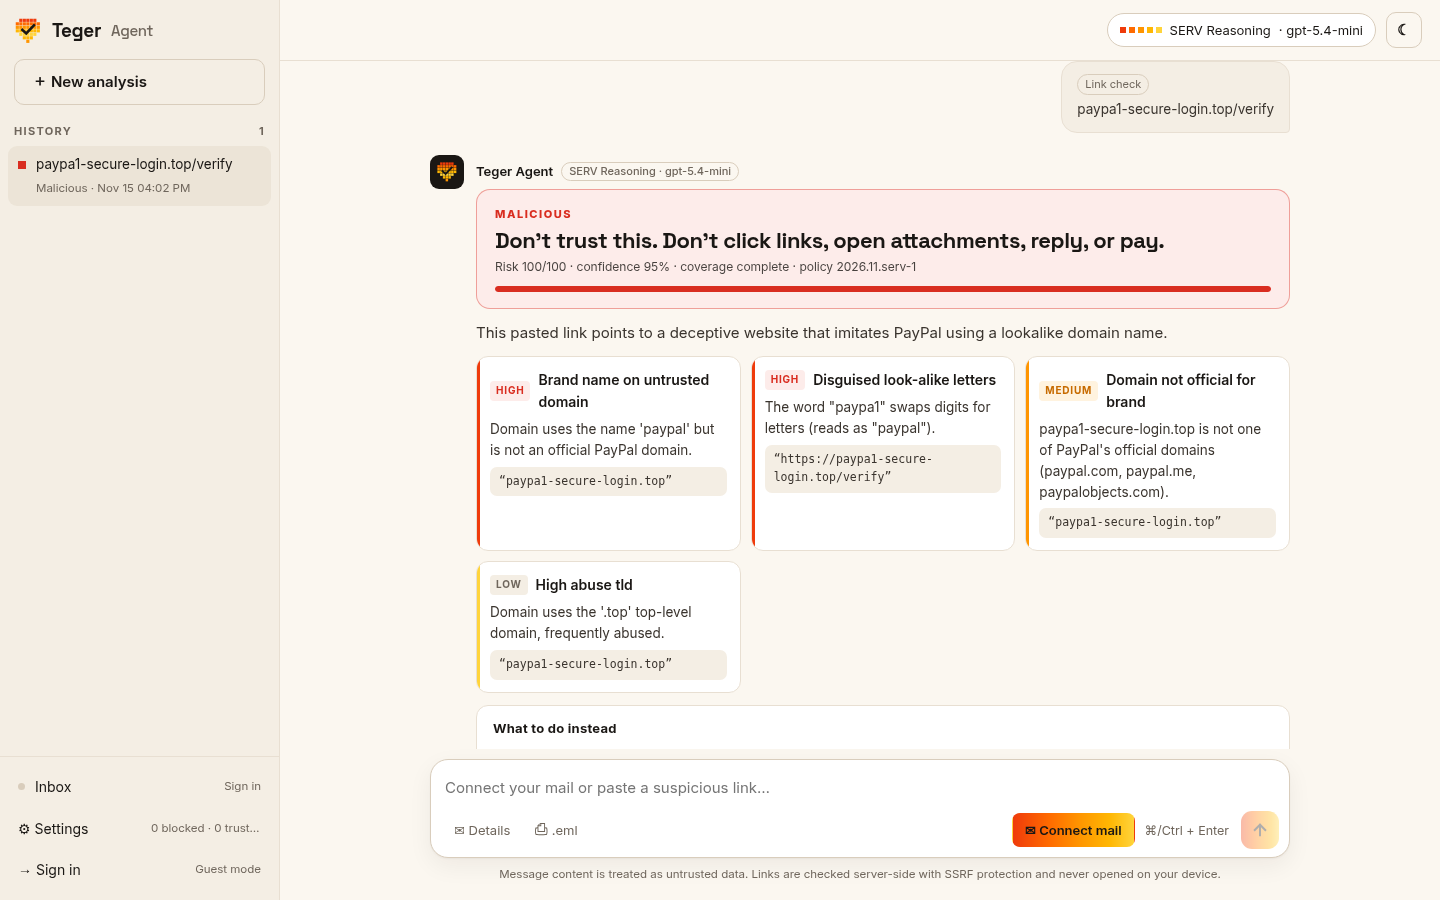 Teger Agent
+ New analysis
HISTORY 1
paypa1-secure-login.top/verify
Malicious · Nov 15 04:02 PM
Inbox Sign in
Settings 0 blocked · 0 trust...
→ Sign in Guest mode
SERV Reasoning · gpt-5.4-mini
Link check
paypa1-secure-login.top/verify
Teger Agent SERV Reasoning · gpt-5.4-mini
MALICIOUS
Don't trust this. Don't click links, open attachments, reply, or pay.
Risk 100/100 · confidence 95% · coverage complete · policy 2026.11.serv-1
This pasted link points to a deceptive website that imitates PayPal using a lookalike domain name.
HIGH Brand name on untrusted
domain
Domain uses the name 'paypal' but
is not an official PayPal domain.
“paypa1-secure-login.top”
HIGH Disguised look-alike letters
The word "paypa1" swaps digits for
letters (reads as "paypal").
“https://paypa1-secure-
login.top/verify”
MEDIUM Domain not official for
brand
paypa1-secure-login.top is not one
of PayPal's official domains
(paypal.com, paypal.me,
paypalobjects.com).
“paypa1-secure-login.top”
LOW High abuse tld
Domain uses the '.top' top-level
domain, frequently abused.
“paypa1-secure-login.top”
What to do instead
Connect your mail or paste a suspicious link...
Details .eml Connect mail ⌘/Ctrl + Enter
Message content is treated as untrusted data. Links are checked server-side with SSRF protection and never opened on your device.